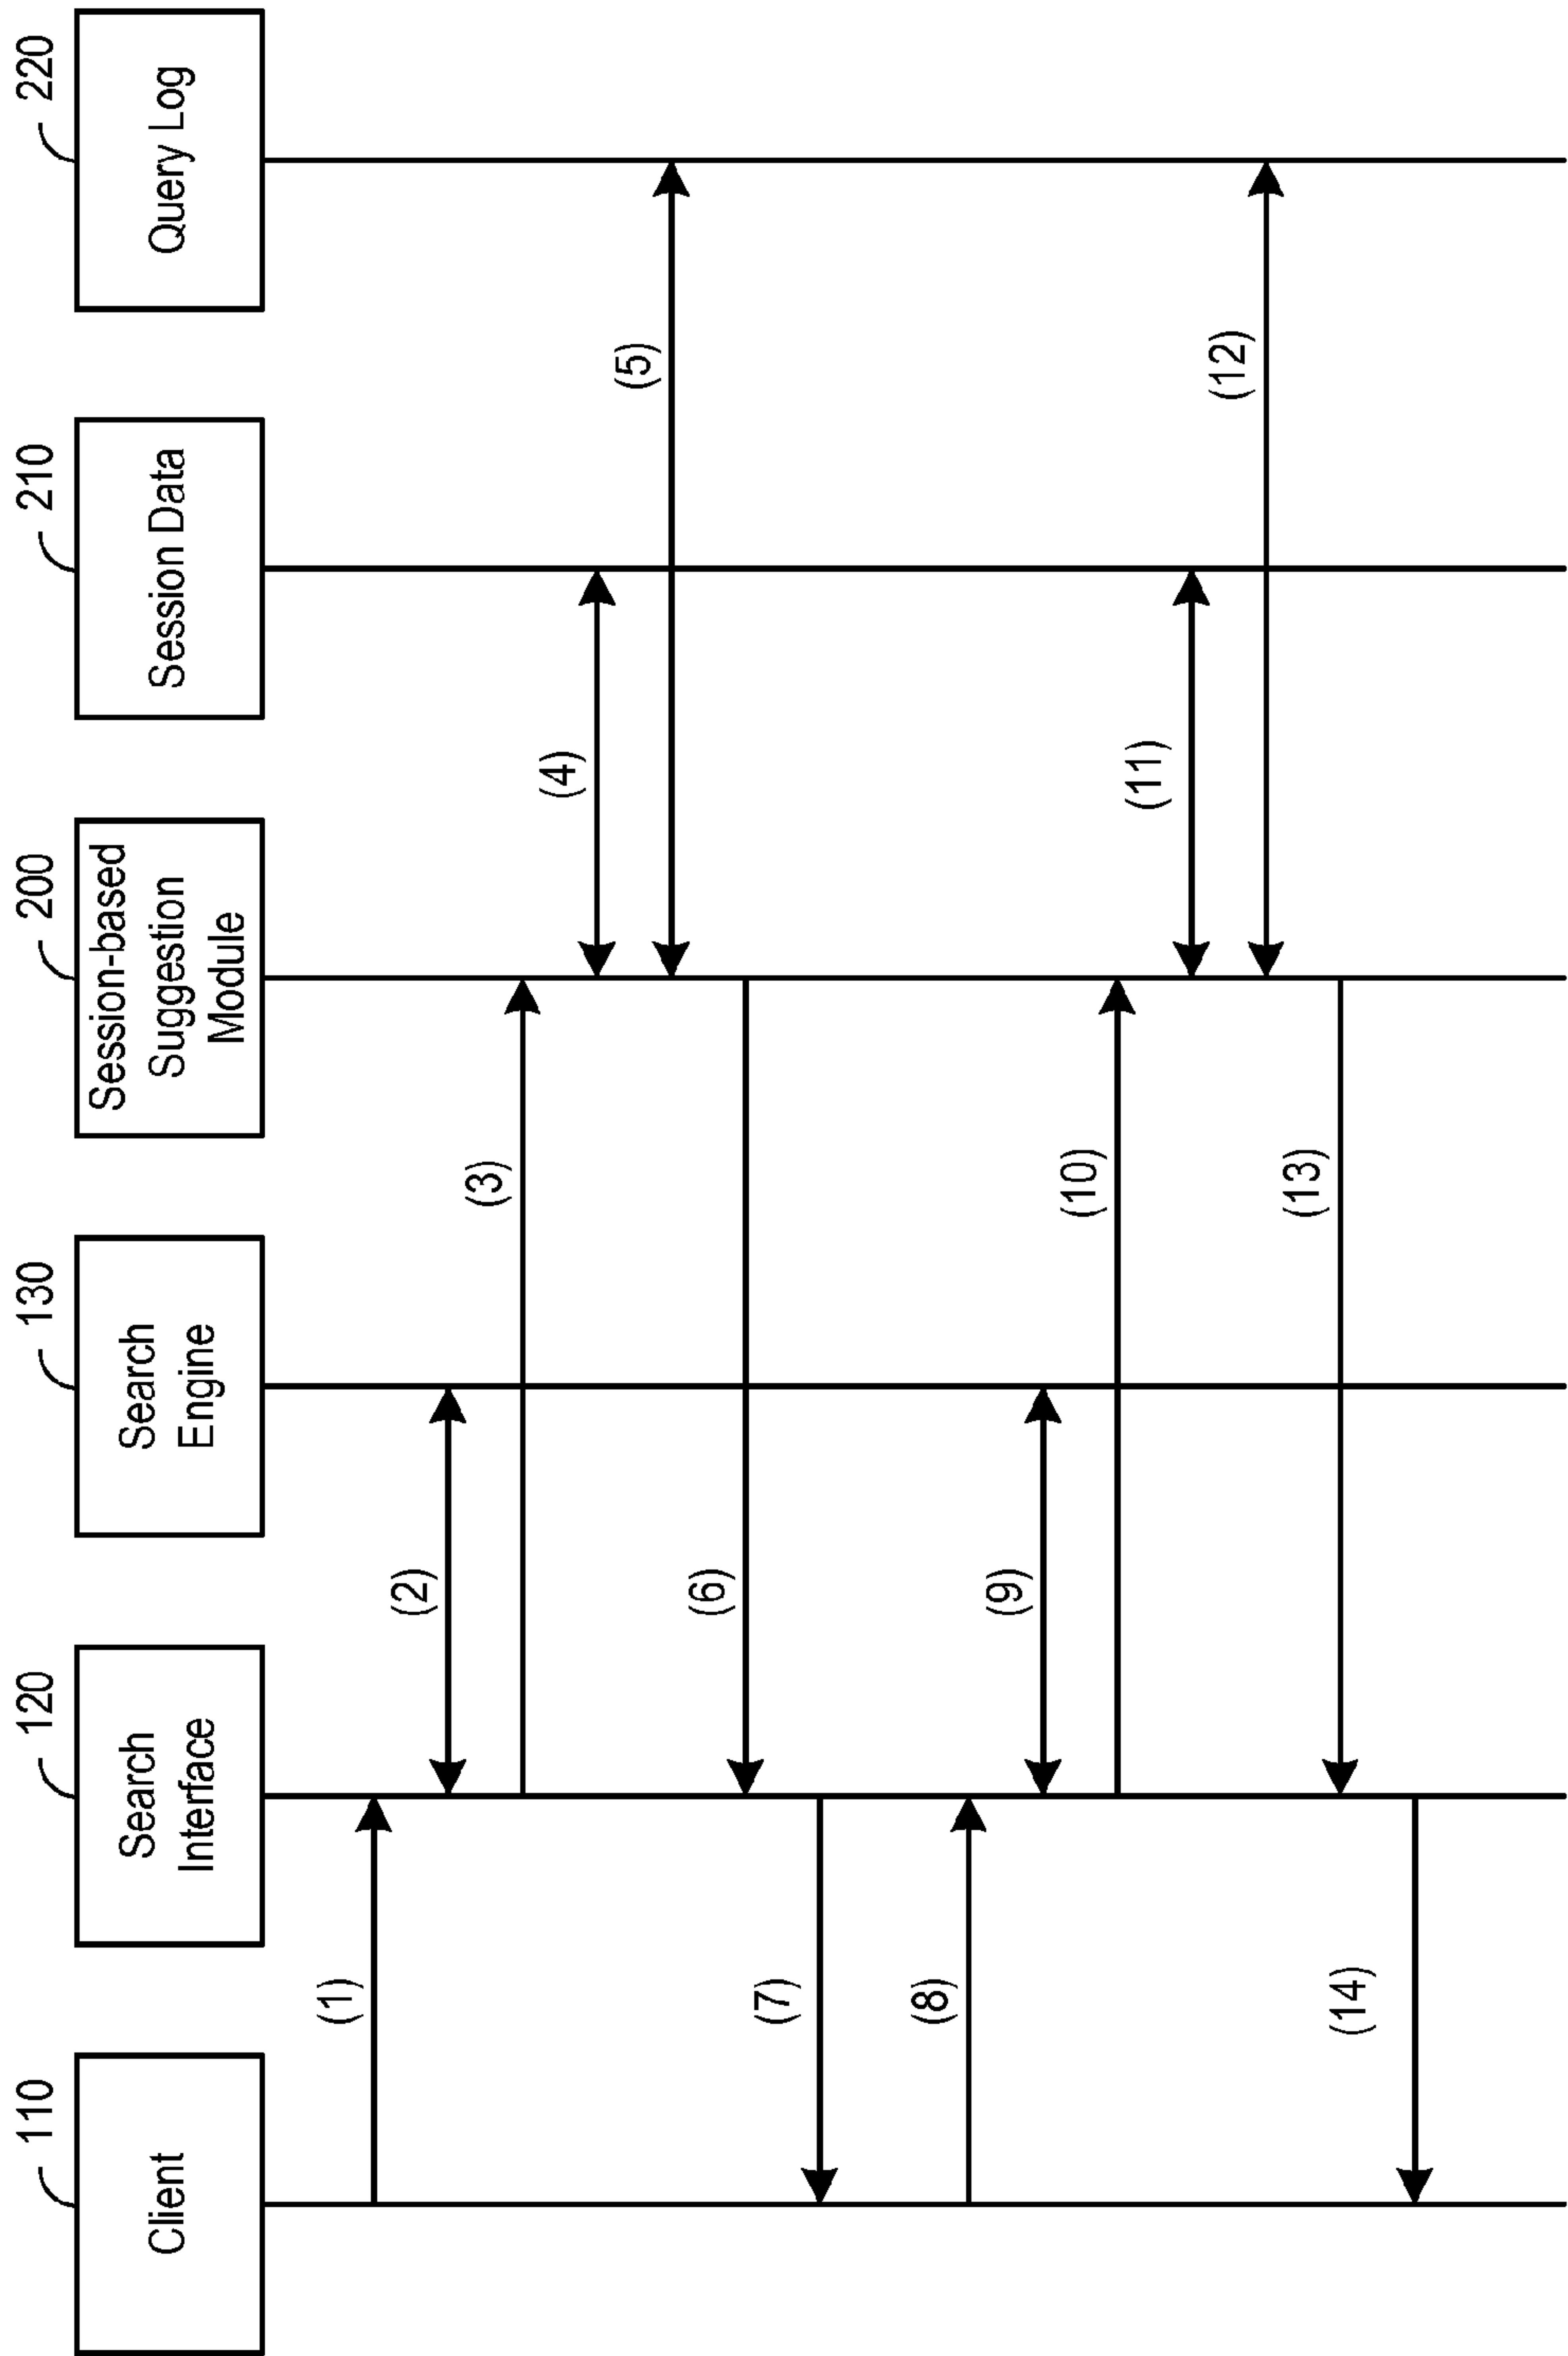 110
120
130
200
210
220
Client
Search
Interface
Search
Engine
Session-based
Suggestion
Module
Session Data
Query Log
(1)
(2)
(3)
(4)
(5)
(6)
(7)
(8)
(9)
(10)
(11)
(12)
(13)
(14)